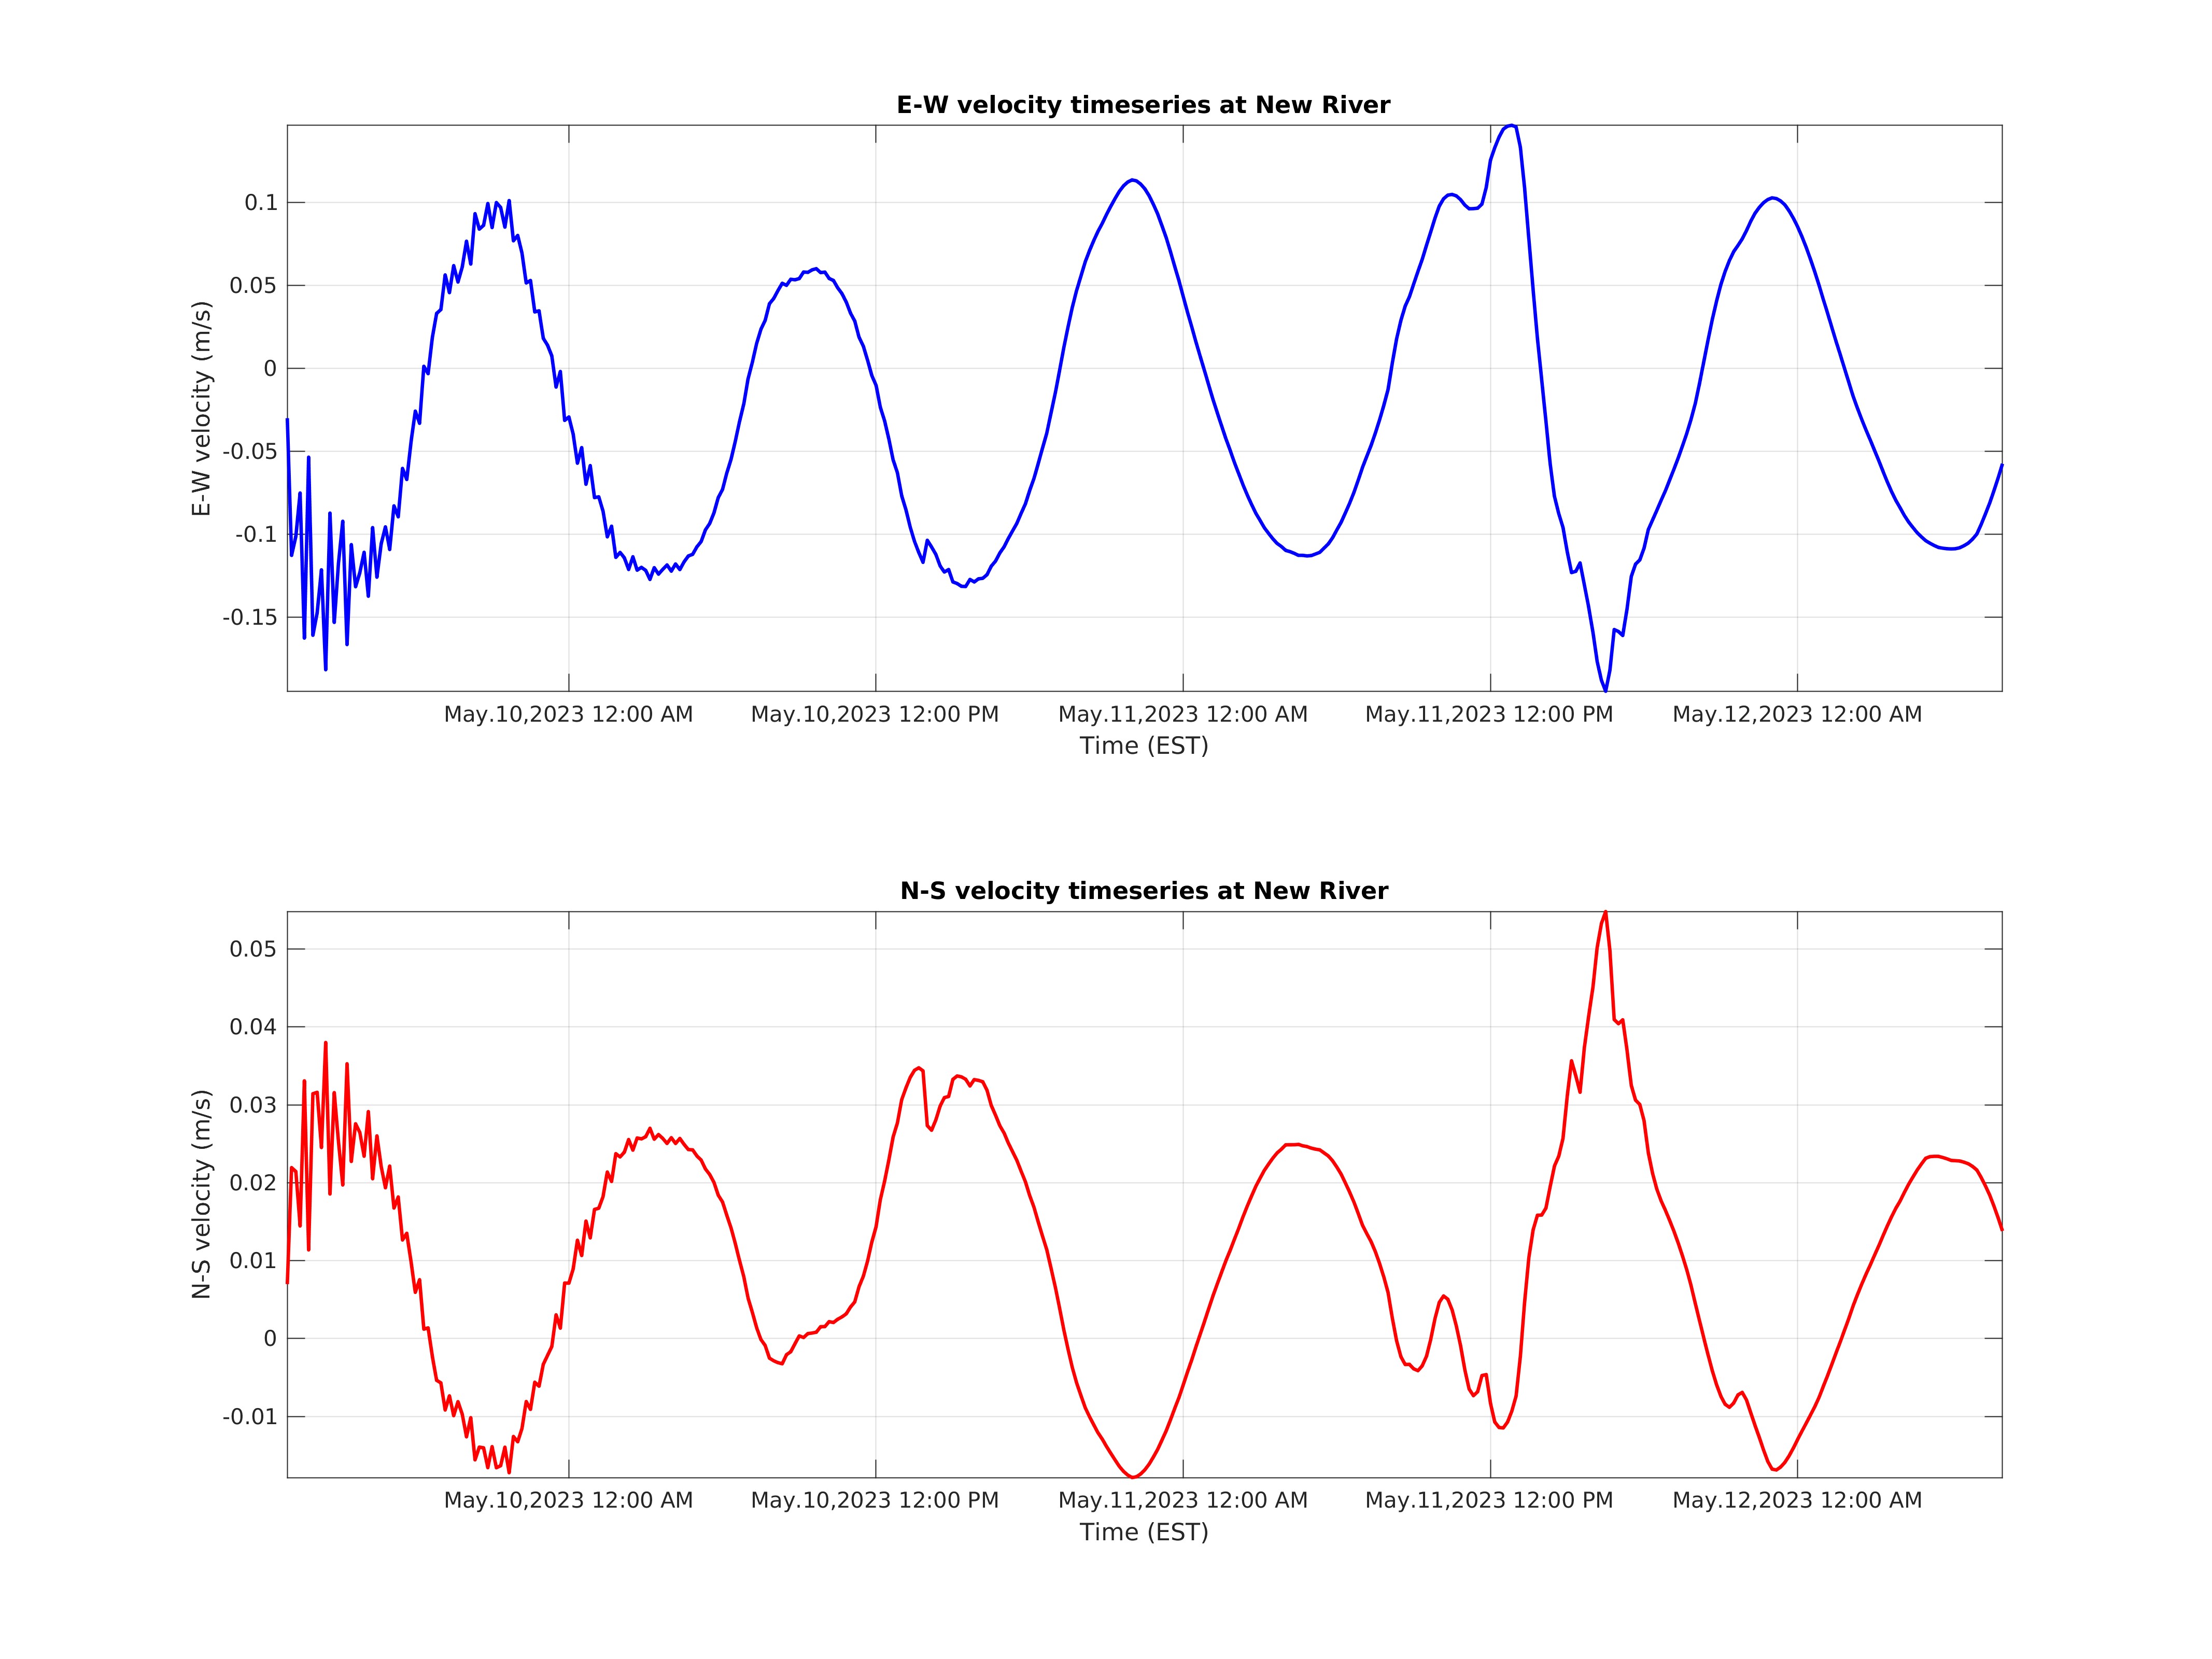 E-W velocity timeseries at New River
E-W velocity (m/s)
0.1
0.05
0
-0.05
-0.1
-0.15
May.10,2023 12:00 AM May.10,2023 12:00 PM May.11,2023 12:00 AM May.11,2023 12:00 PM May.12,2023 12:00 AM
Time (EST)
N-S velocity timeseries at New River
N-S velocity (m/s)
0.05
0.04
0.03
0.02
0.01
0
-0.01
May.10,2023 12:00 AM May.10,2023 12:00 PM May.11,2023 12:00 AM May.11,2023 12:00 PM May.12,2023 12:00 AM
Time (EST)